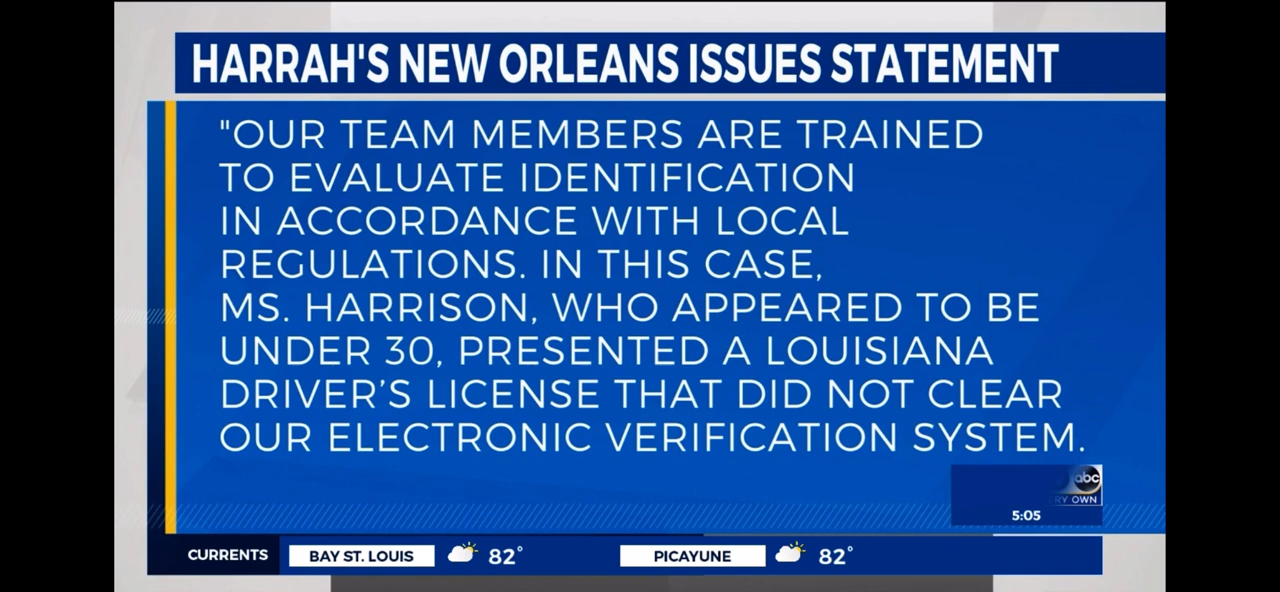 HARRAH'S NEW ORLEANS ISSUES STATEMENT
"OUR TEAM MEMBERS ARE TRAINED
TO EVALUATE IDENTIFICATION
IN ACCORDANCE WITH LOCAL
REGULATIONS. IN THIS CASE,
MS. HARRISON, WHO APPEARED TO BE
UNDER 30, PRESENTED A LOUISIANA
DRIVER’S LICENSE THAT DID NOT CLEAR
OUR ELECTRONIC VERIFICATION SYSTEM.
abc
OWN
5:05
CURRENTS BAY ST. LOUIS 82° PICAYUNE 82°